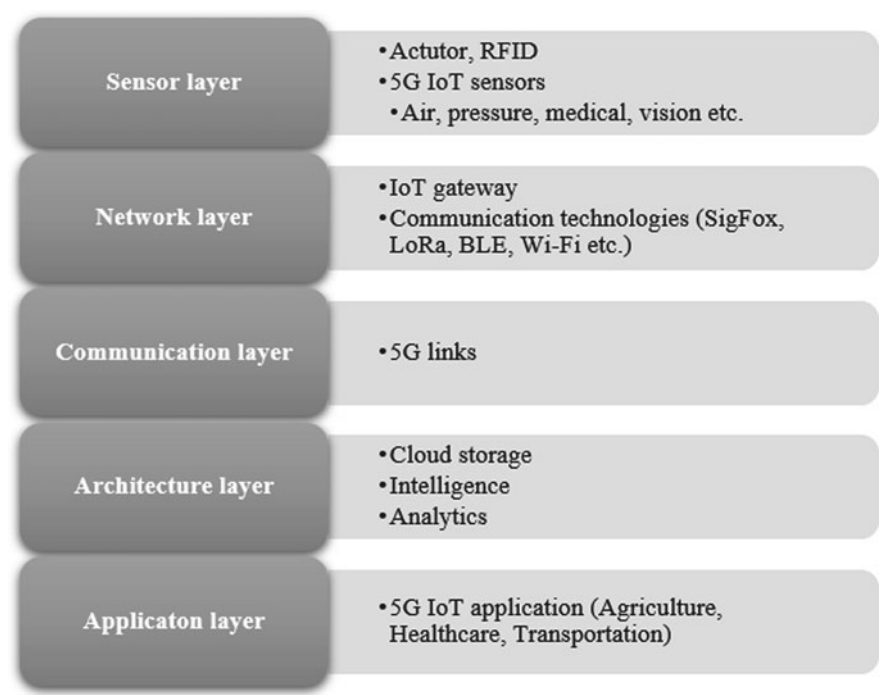 Sensor layer
•Actutor, RFID
•5G IoT sensors
•Air, pressure, medical, vision etc.
Network layer
•IoT gateway
•Communication technologies (SigFox,
LoRa, BLE, Wi-Fi etc.)
Communication layer
•5G links
Architecture layer
•Cloud storage
•Intelligence
•Analytics
Applicaton layer
•5G IoT application (Agriculture,
Healthcare, Transportation)